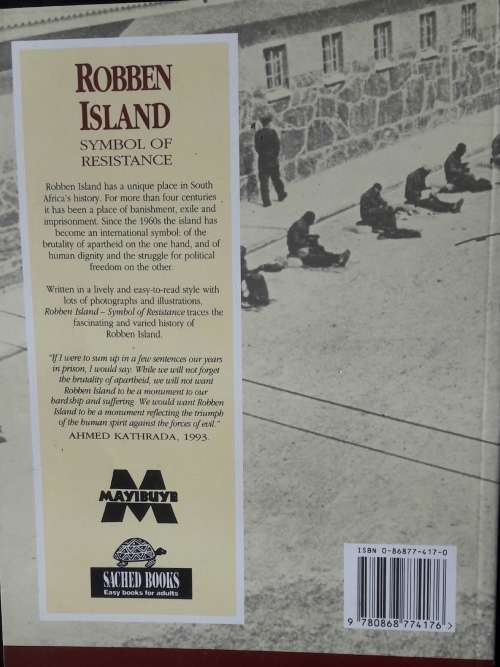 ROBBEN
ISLAND
SYMBOL OF
RESISTANCE
Robben Island has a unique place in South
Africa's history. For more than four centuries
it has been a place of banishment, exile and
imprisonment. Since the 1960s the island has
become an international symbol: of the
brutality of apartheid on the one hand, and of
human dignity and the struggle for political
freedom on the other.
Written in a lively and easy-to-read style with
lots of photographs and illustrations,
Robben Island – Symbol of Resistance traces the
fascinating and varied history of
Robben Island.
"If I were to sum up in a few sentences our years
in prison, I would say: While we will not forget
the brutality of apartheid, we will not want
Robben Island to be a monument to our
hardship and suffering. We would want Robben
Island to be a monument reflecting the triumph
of the human spirit against the forces of evil."
AHMED KATHRADA, 1993.
M
MAYIBUYE
SACHED BOOKS
Easy books for adults
ISBN 0-86877-417-0
9 780868 774176 >